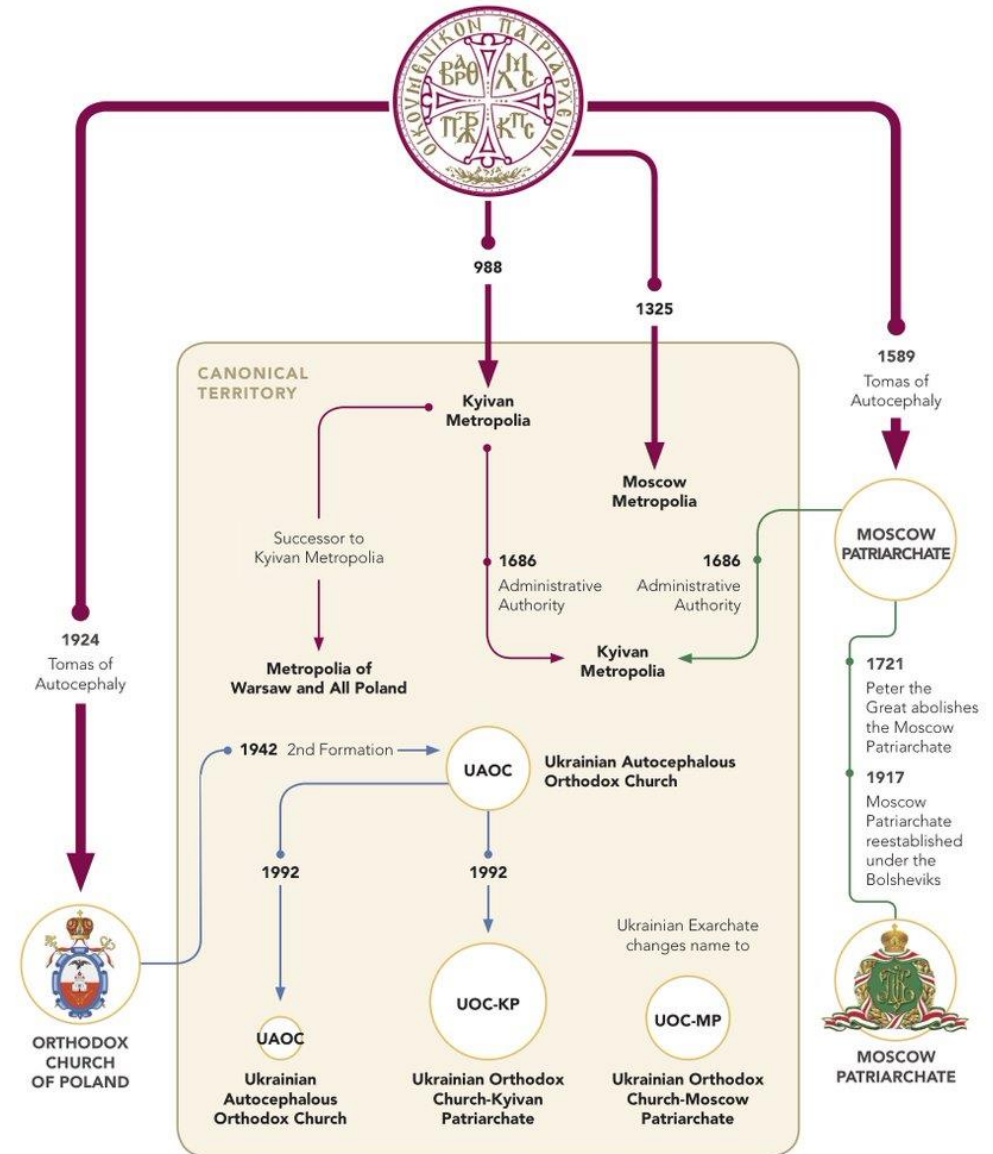 ΟΙΚΟΥΜΕΝΙΚΟΝ ΠΑΤΡΙΑΡΧΕΙΟΝ
988
1325
1589
Tomas of
Autocephaly
CANONICAL
TERRITORY
Kyivan
Metropolia
Moscow
Metropolia
MOSCOW
PATRIARCHATE
Successor to
Kyivan Metropolia
1686
Administrative
Authority
1686
Administrative
Authority
1924
Tomas of
Autocephaly
Metropolia of
Warsaw and All Poland
Kyivan
Metropolia
1721
Peter the
Great abolishes
the Moscow
Patriarchate
1942 2nd Formation
UAOC
Ukrainian Autocephalous
Orthodox Church
1917
Moscow
Patriarchate
reestablished
under the
Bolsheviks
1992
1992
Ukrainian Exarchate
changes name to
UAOC
UOC-KP
UOC-MP
ORTHODOX
CHURCH
OF POLAND
Ukrainian
Autocephalous
Orthodox Church
Ukrainian Orthodox
Church-Kyivan
Patriarchate
Ukrainian Orthodox
Church-Moscow
Patriarchate
MOSCOW
PATRIARCHATE